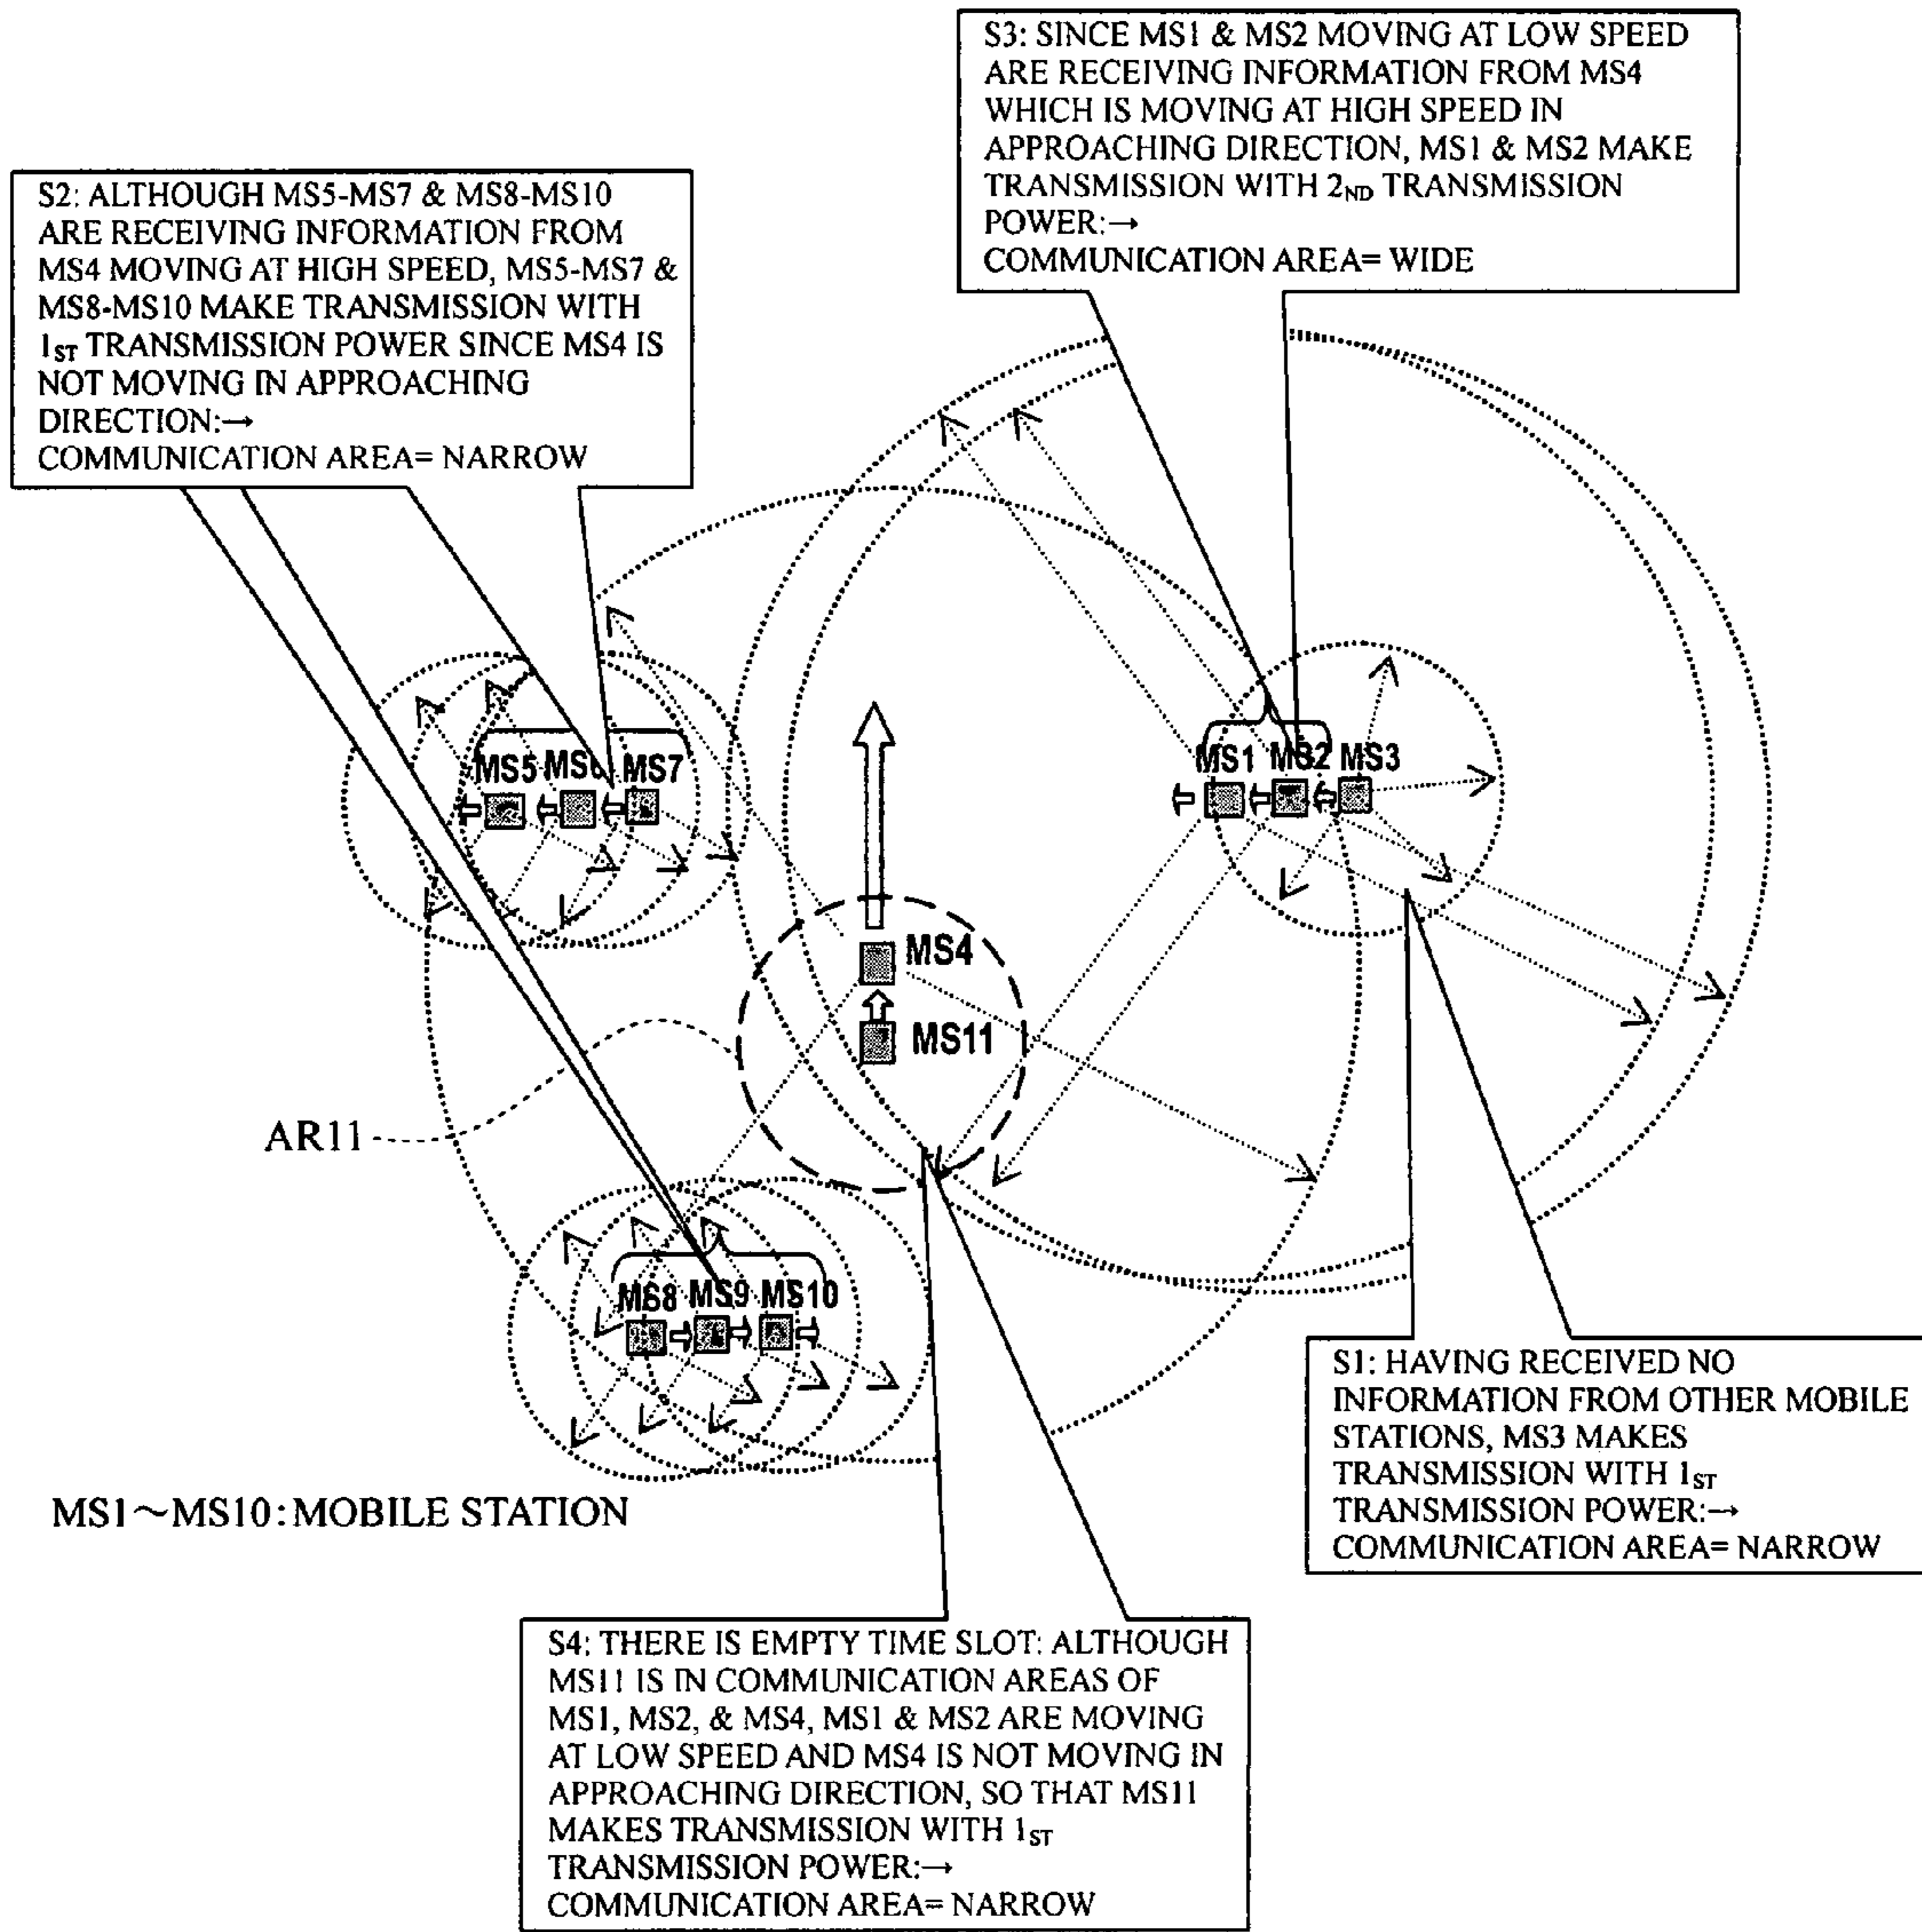 S3: SINCE MS1 & MS2 MOVING AT LOW SPEED
ARE RECEIVING INFORMATION FROM MS4
WHICH IS MOVING AT HIGH SPEED IN
APPROACHING DIRECTION, MS1 & MS2 MAKE
TRANSMISSION WITH 2ND TRANSMISSION
POWER:→
COMMUNICATION AREA= WIDE
S2: ALTHOUGH MS5-MS7 & MS8-MS10
ARE RECEIVING INFORMATION FROM
MS4 MOVING AT HIGH SPEED, MS5-MS7 &
MS8-MS10 MAKE TRANSMISSION WITH
1ST TRANSMISSION POWER SINCE MS4 IS
NOT MOVING IN APPROACHING
DIRECTION:→
COMMUNICATION AREA= NARROW
MS5 MS6 MS7
MS1 MS2 MS3
MS4
MS11
AR11
MS8 MS9 MS10
MS1~MS10: MOBILE STATION
S1: HAVING RECEIVED NO
INFORMATION FROM OTHER MOBILE
STATIONS, MS3 MAKES
TRANSMISSION WITH 1ST
TRANSMISSION POWER:→
COMMUNICATION AREA= NARROW
S4: THERE IS EMPTY TIME SLOT: ALTHOUGH
MS11 IS IN COMMUNICATION AREAS OF
MS1, MS2, & MS4, MS1 & MS2 ARE MOVING
AT LOW SPEED AND MS4 IS NOT MOVING IN
APPROACHING DIRECTION, SO THAT MS11
MAKES TRANSMISSION WITH 1ST
TRANSMISSION POWER:→
COMMUNICATION AREA= NARROW